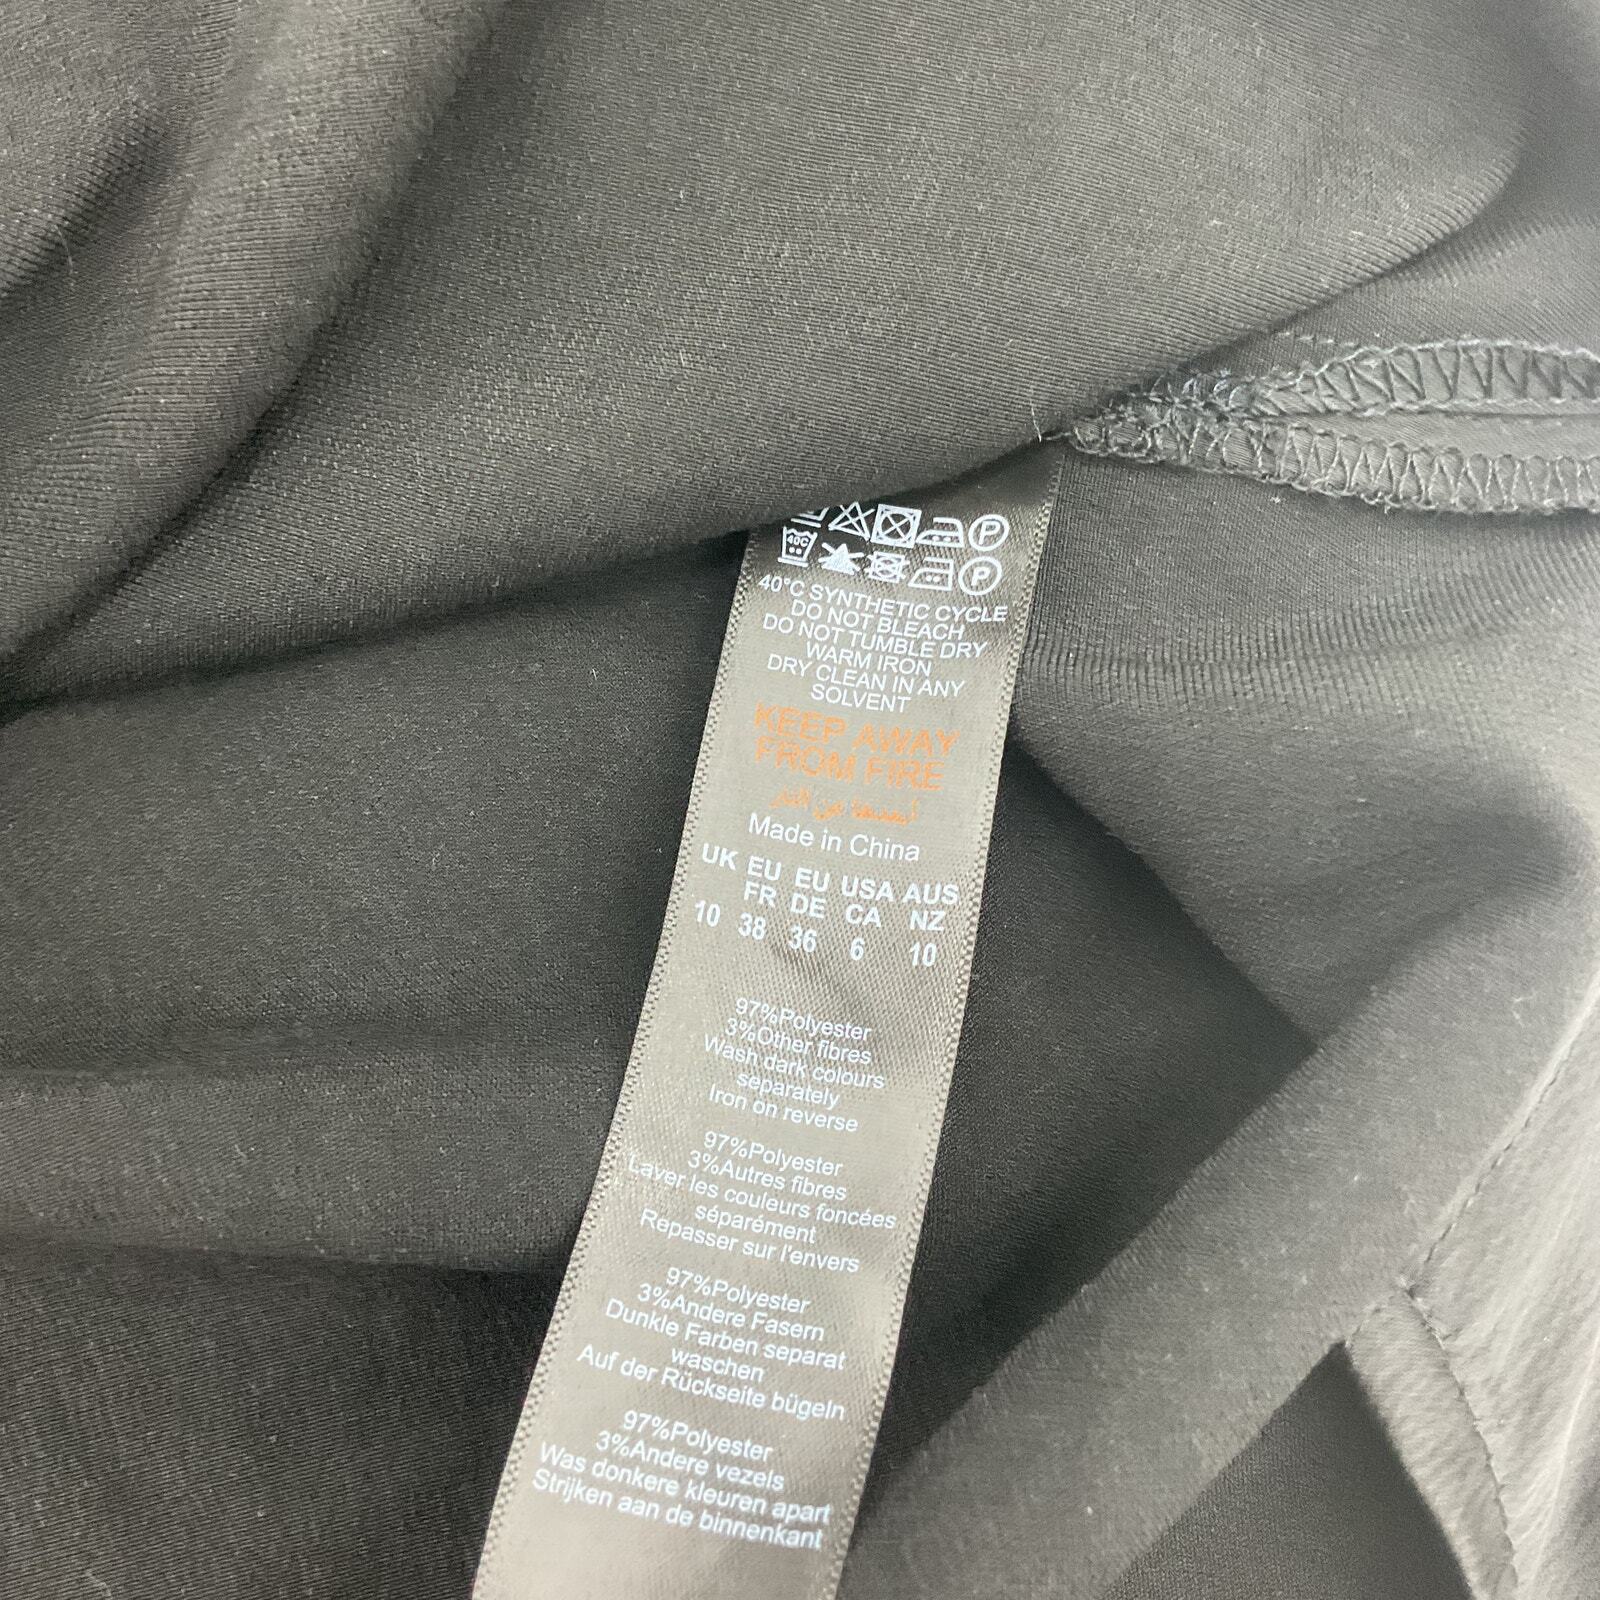 P
40C P
40°C SYNTHETIC CYCLE
DO NOT BLEACH
DO NOT TUMBLE DRY
WARM IRON
DRY CLEAN IN ANY
SOLVENT
KEEP AWAY
FROM FIRE
أبعدها من النار
Made in China
UK EU EU USA AUS
FR DE CA NZ
10 38 36 6 10
97%Polyester
3%Other fibres
Wash dark colours
separately
Iron on reverse
97%Polyester
3%Autres fibres
Laver les couleurs foncées
séparément
Repasser sur l'envers
97%Polyester
3%Andere Fasern
Dunkle Farben separat
waschen
Auf der Rückseite bügeln
97%Polyester
3%Andere vezels
Was donkere kleuren apart
Strijken aan de binnenkant